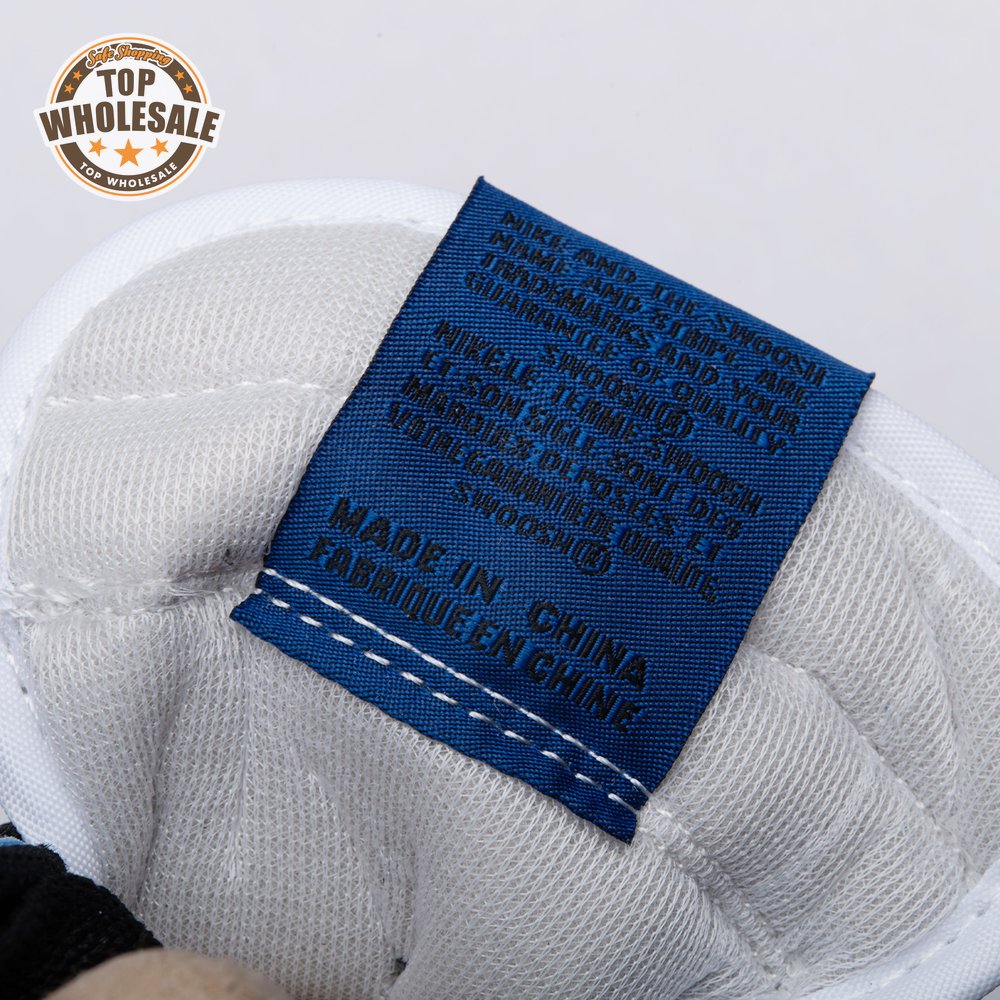 Safe Shopping
TOP
WHOLESALE
TOP WHOLESALE
NIKE AND THE SWOOSH
NAME AND STRIPE ARE
TRADEMARKS AND YOUR
GUARANTEE OF QUALITY
SWOOSH®
NIKE.LE TERME SWOOSH
ET SON SIGLE SONT DES
MARQUES DEPOSEES ET
GARANTIE DE QUALITE.
SWOOSH®
MADE IN CHINA
FABRIQUE EN CHINE